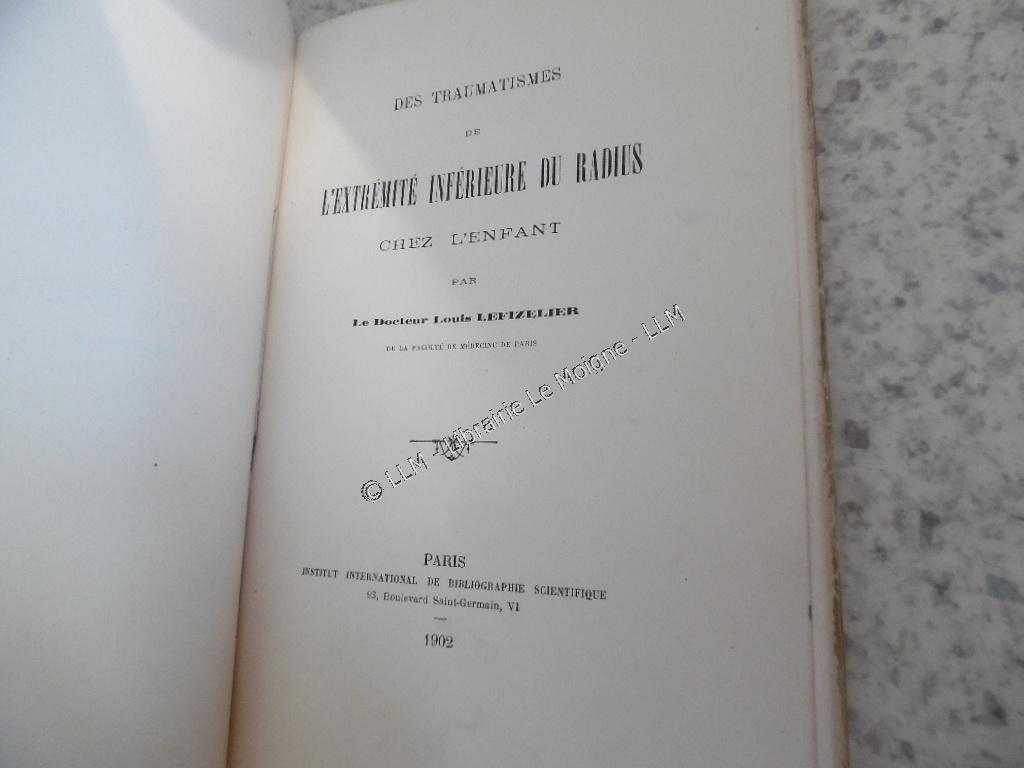 DES TRAUMATISMES
DE
L'EXTRÉMITÉ INFÉRIEURE DU RADIUS
CHEZ L'ENFANT
PAR
Le Docteur Louis LEFIZELIER
DE LA FACULTÉ DE MÉDECINE DE PARIS
© LLM - Librairie Le Moigne - LLM
PARIS
INSTITUT INTERNATIONAL DE BIBLIOGRAPHIE SCIENTIFIQUE
93, Boulevard Saint-Germain, VI
1902